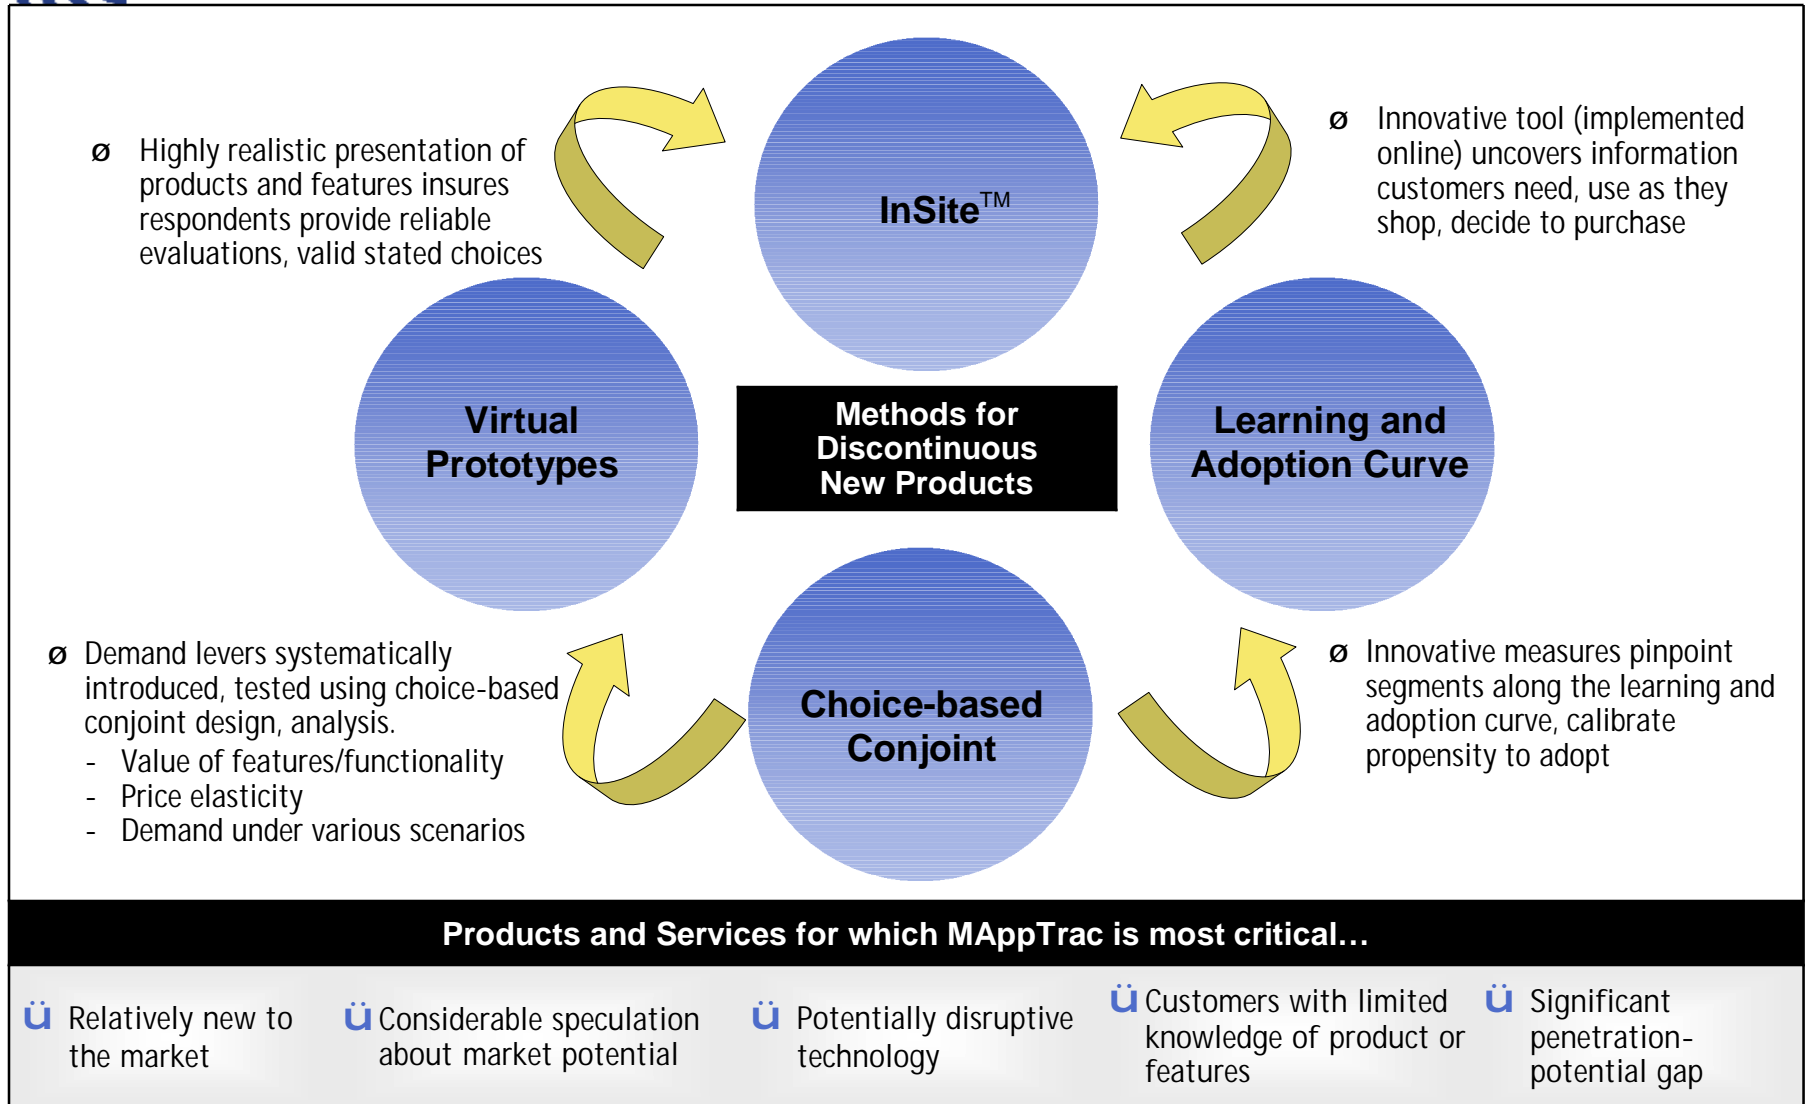 InSite™
ø Highly realistic presentation of
products and features insures
respondents provide reliable
evaluations, valid stated choices
ø Innovative tool (implemented
online) uncovers information
customers need, use as they
shop, decide to purchase
Virtual
Prototypes
Methods for
Discontinuous
New Products
Learning and
Adoption Curve
ø Demand levers systematically
introduced, tested using choice-based
conjoint design, analysis.
- Value of features/functionality
- Price elasticity
- Demand under various scenarios
Choice-based
Conjoint
ø Innovative measures pinpoint
segments along the learning and
adoption curve, calibrate
propensity to adopt
Products and Services for which MAppTrac is most critical…
ü Relatively new to
the market
ü Considerable speculation
about market potential
ü Potentially disruptive
technology
ü Customers with limited
knowledge of product or
features
ü Significant
penetration-
potential gap